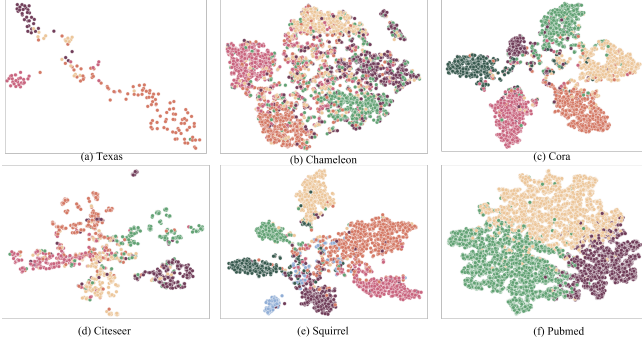 (a) Texas
(b) Chameleon
(c) Cora
(d) Citeseer
(e) Squirrel
(f) Pubmed